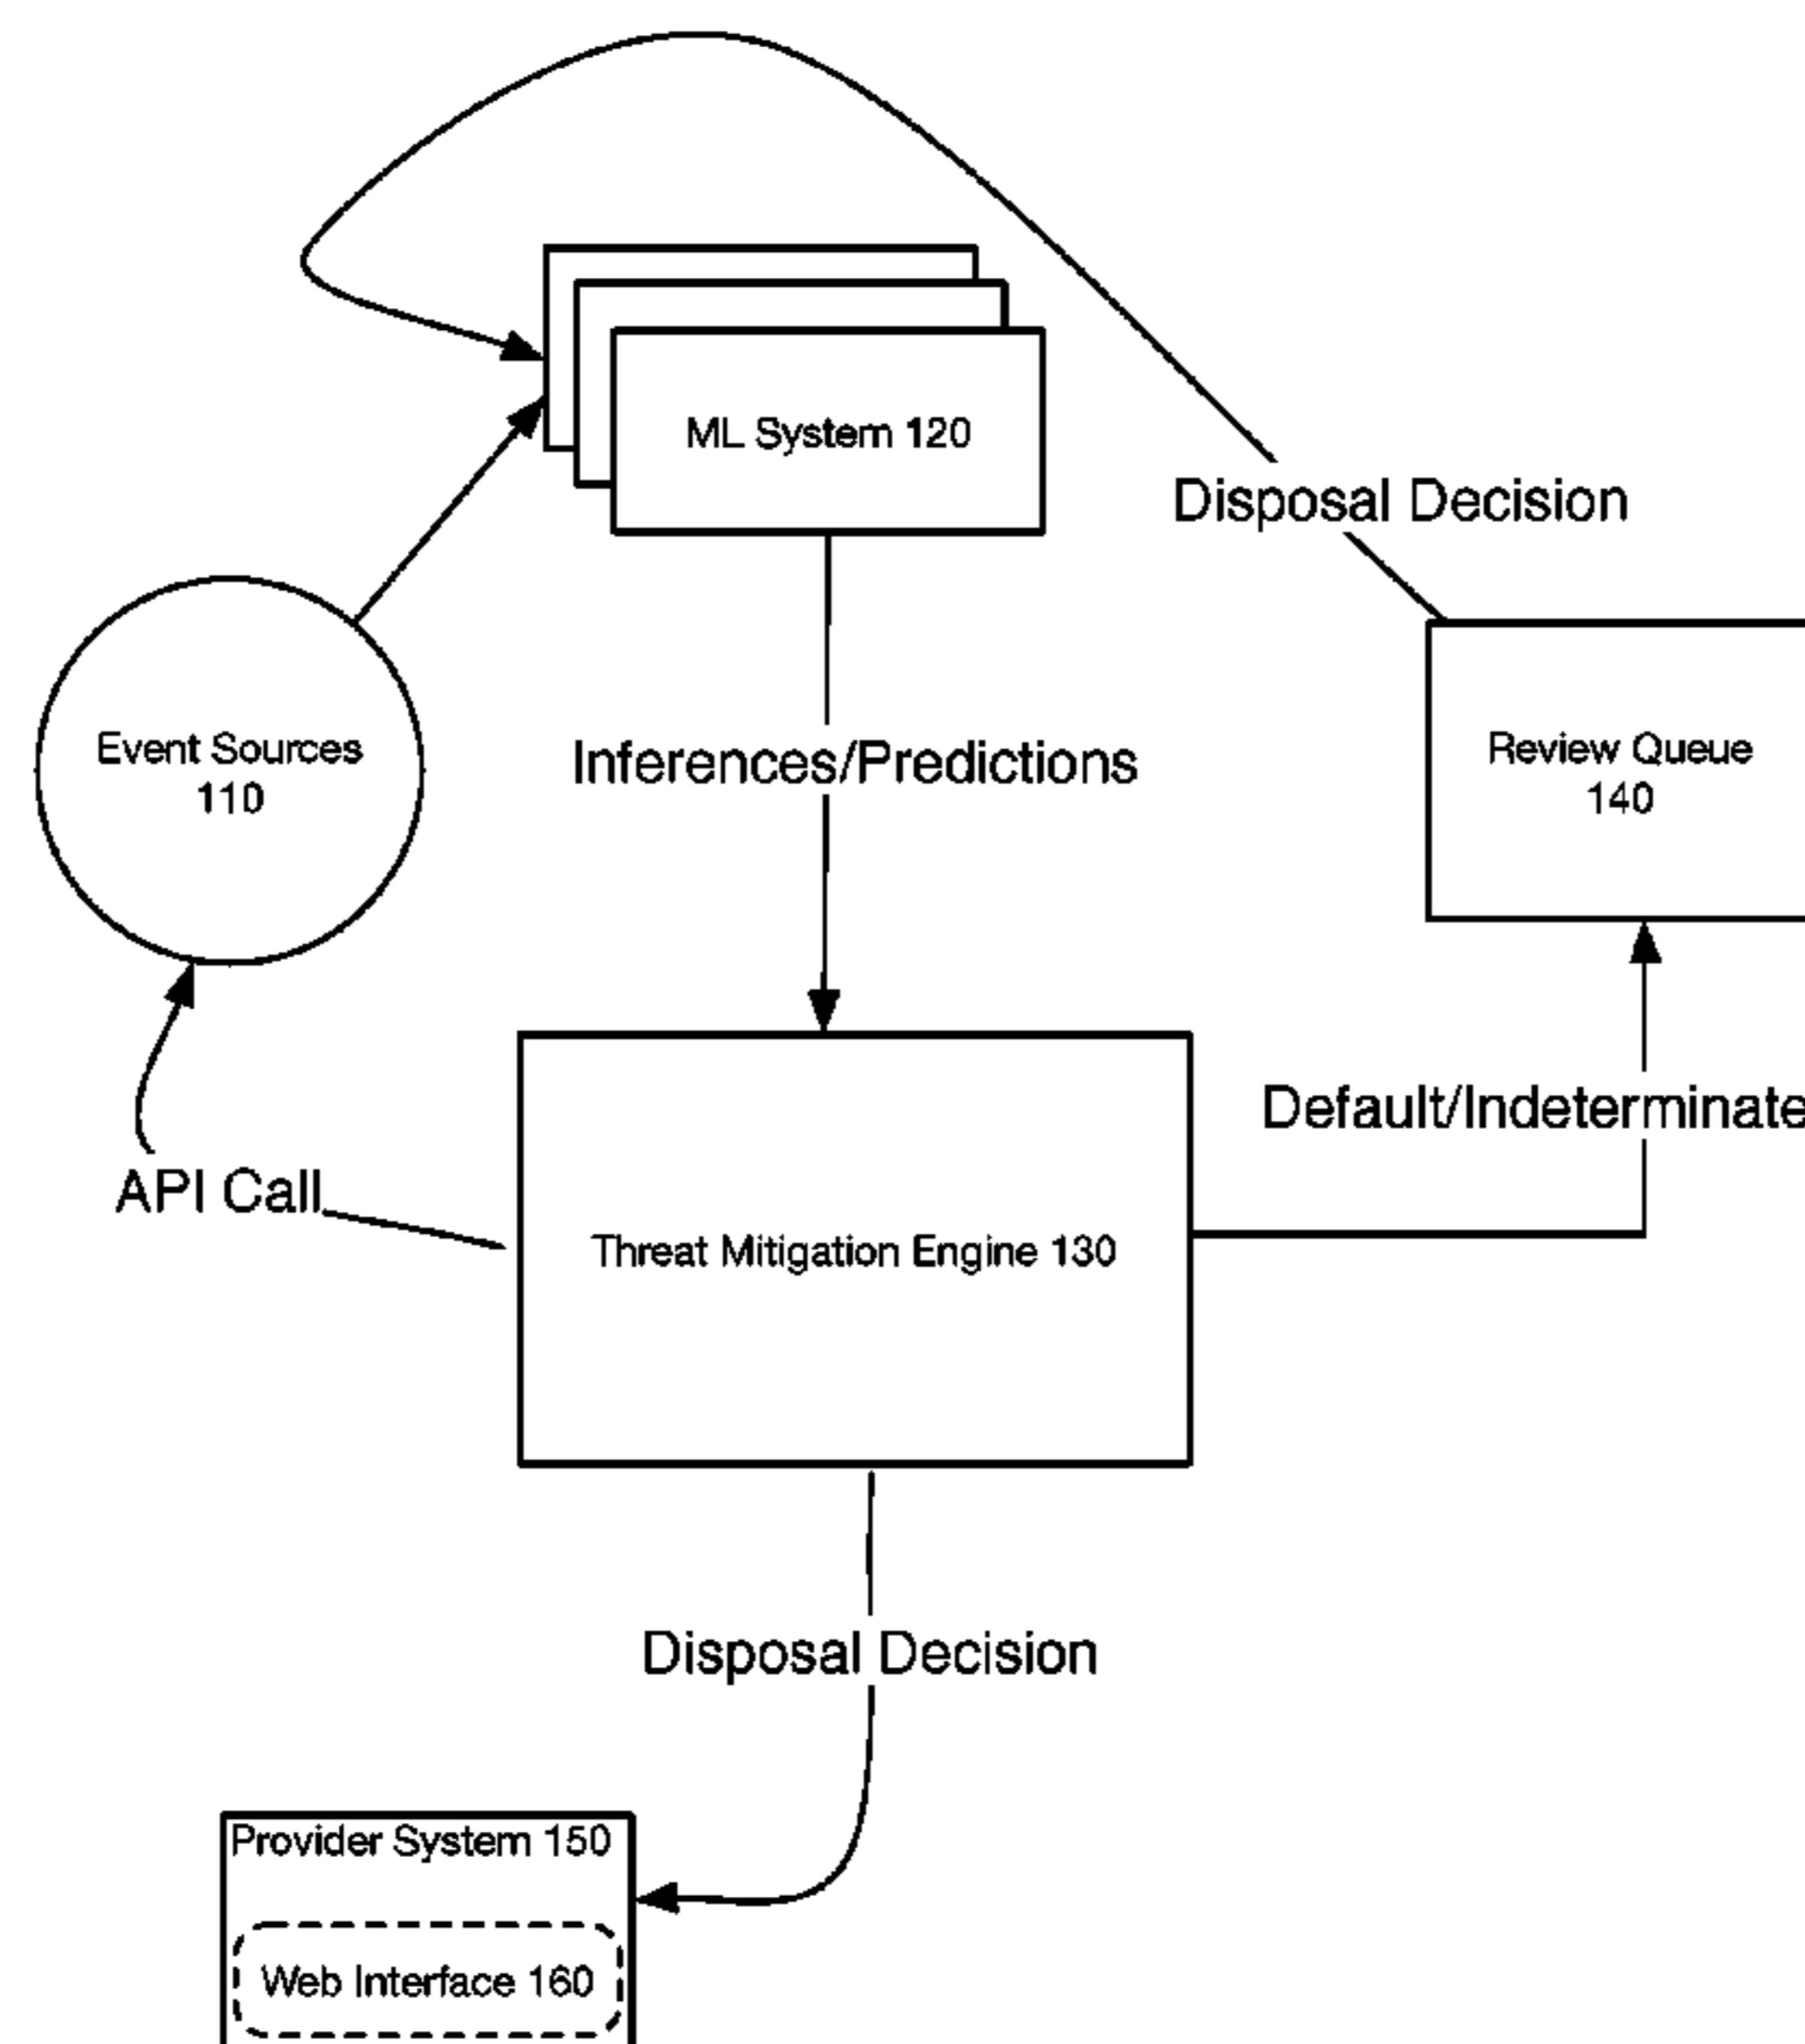 ML System 120
Disposal Decision
Event Sources
110
Inferences/Predictions
Review Queue
140
Default/Indeterminate
API Call
Threat Mitigation Engine 130
Disposal Decision
Provider System 150
Web Interface 160